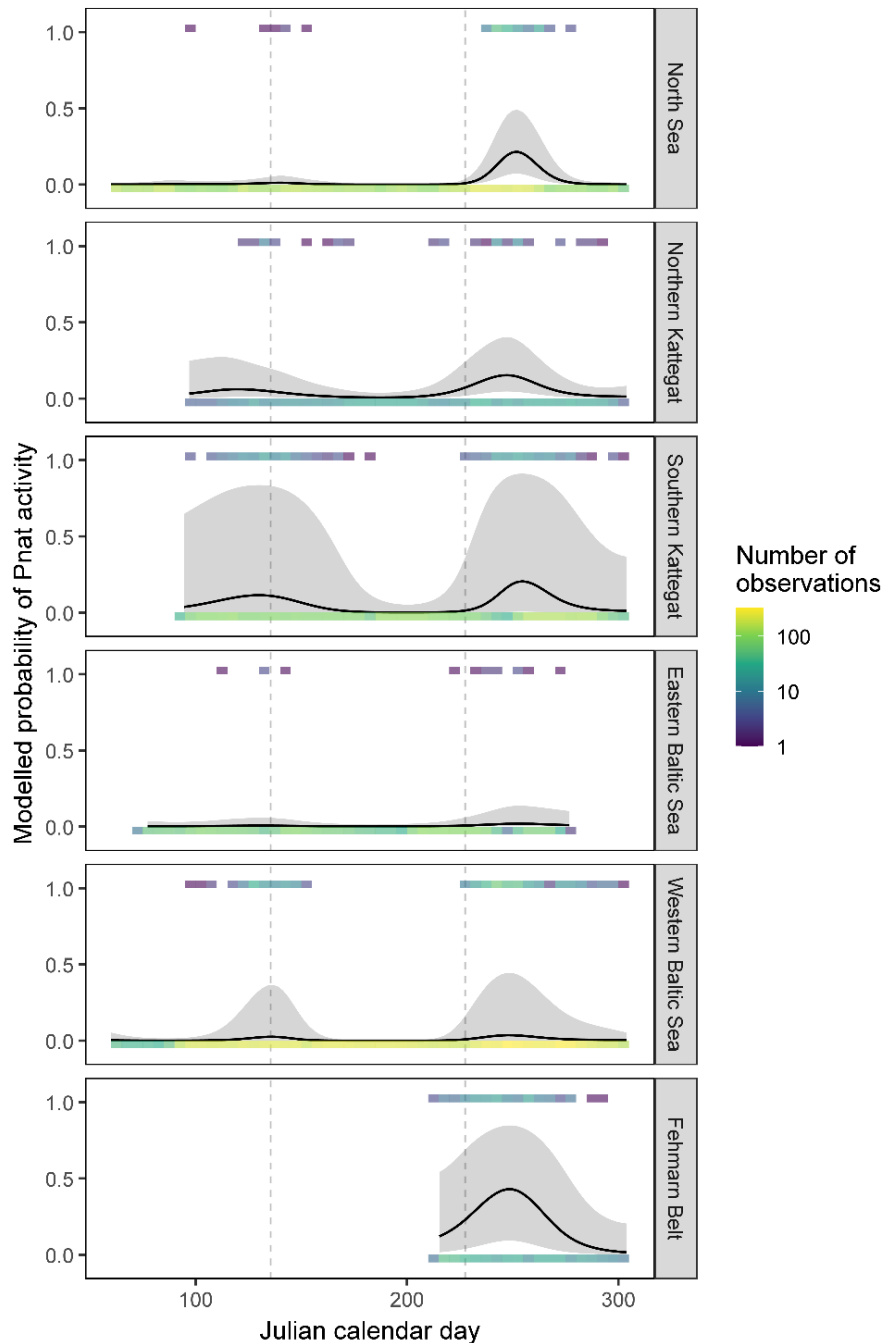 Modelled probability of Pnat activity
1.0
0.5
0.0
North Sea
1.0
0.5
0.0
Northern Kattegat
1.0
0.5
0.0
Southern Kattegat
1.0
0.5
0.0
Eastern Baltic Sea
1.0
0.5
0.0
Western Baltic Sea
1.0
0.5
0.0
Fehmarn Belt
100
200
300
Julian calendar day
Number of
observations
100
10
1